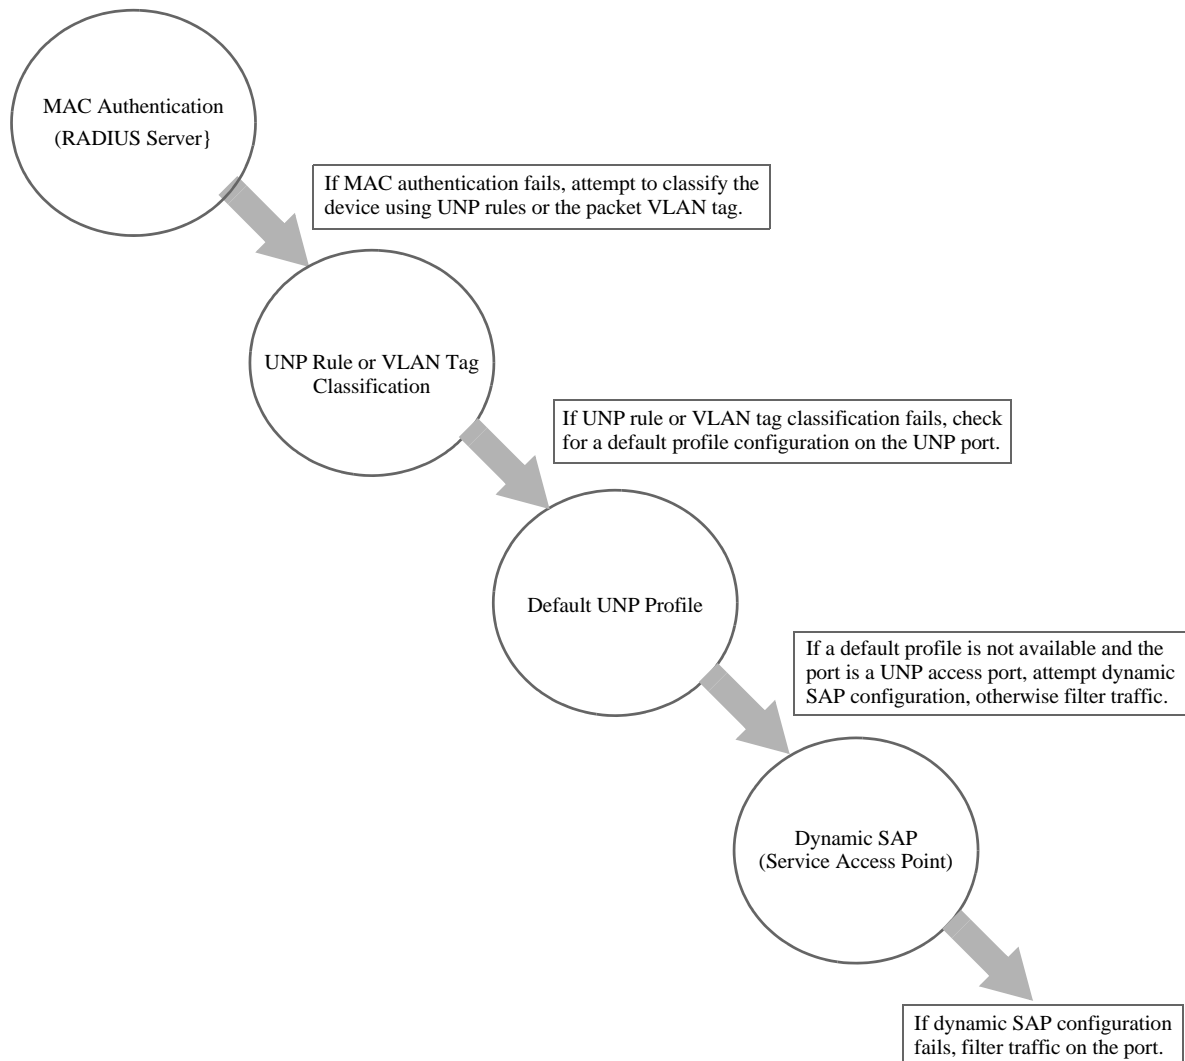 MAC Authentication
(RADIUS Server}
If MAC authentication fails, attempt to classify the
device using UNP rules or the packet VLAN tag.
UNP Rule or VLAN Tag
Classification
If UNP rule or VLAN tag classification fails, check
for a default profile configuration on the UNP port.
Default UNP Profile
If a default profile is not available and the
port is a UNP access port, attempt dynamic
SAP configuration, otherwise filter traffic.
Dynamic SAP
(Service Access Point)
If dynamic SAP configuration
fails, filter traffic on the port.